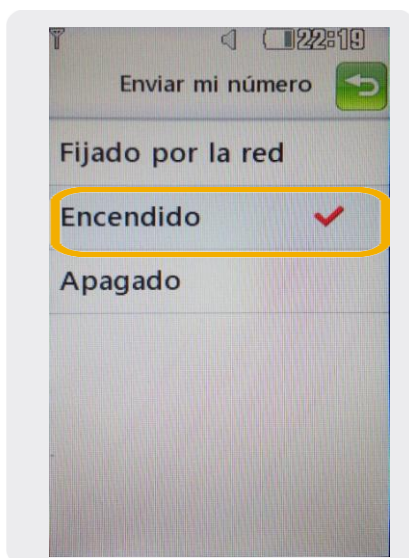 22:19
Enviar mi número
Fijado por la red
Encendido
Apagado